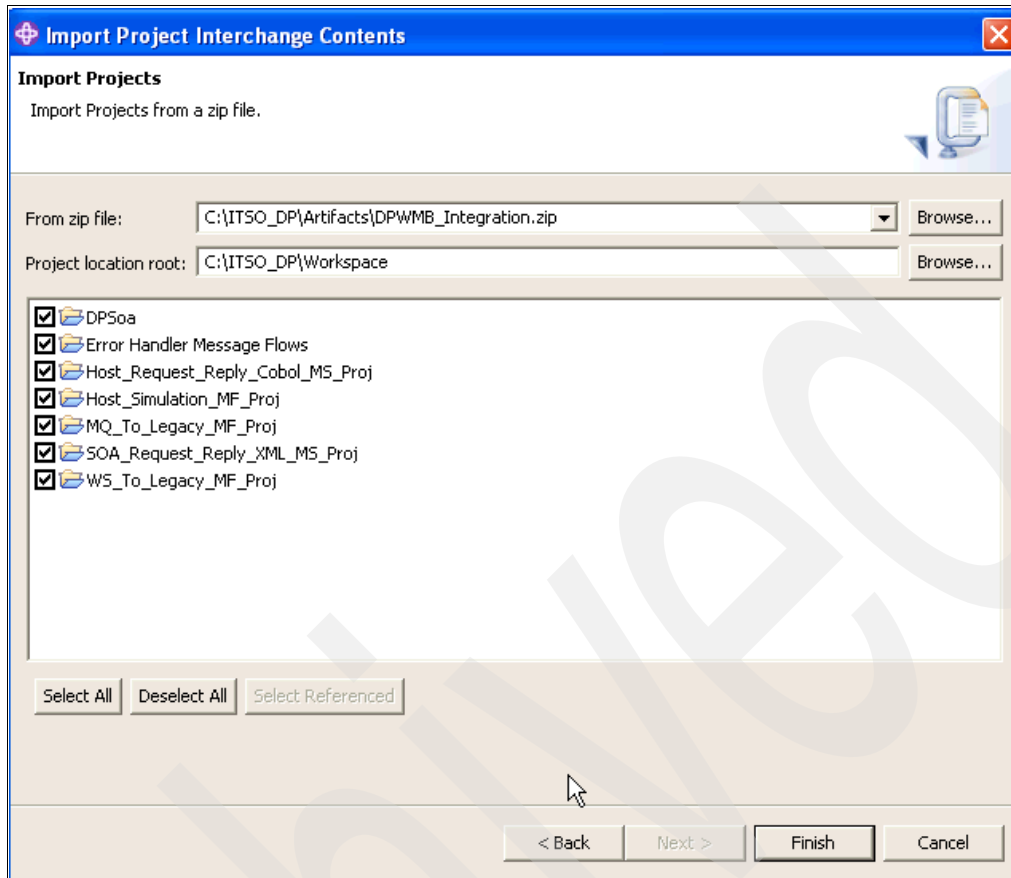 Import Project Interchange Contents
Import Projects
Import Projects from a zip file.
From zip file: C:\ITSO_DP\Artifacts\DPWMB_Integration.zip Browse...
Project location root: C:\ITSO_DP\Workspace Browse...
DPSoa
Error Handler Message Flows
Host_Request_Reply_Cobol_MS_Proj
Host_Simulation_MF_Proj
MQ_To_Legacy_MF_Proj
SOA_Request_Reply_XML_MS_Proj
WS_To_Legacy_MF_Proj
Select All Deselect All Select Referenced
< Back Next > Finish Cancel